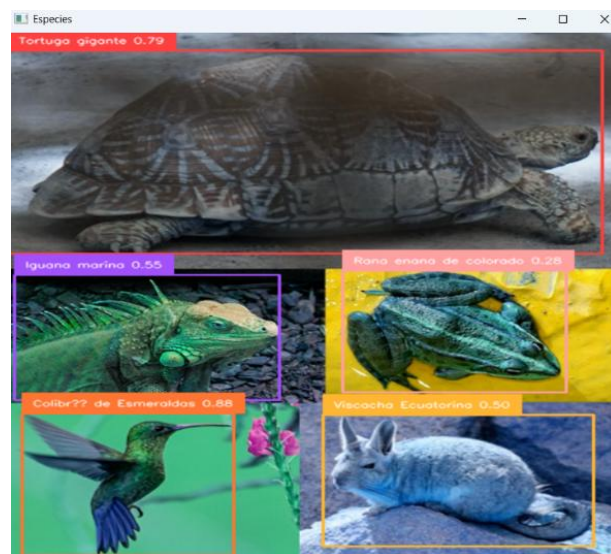 Especies
Tortuga gigante 0.79
Iguana marina 0.55
Rana enana de colorado 0.28
Colibr?? de Esmeraldas 0.88
Viscacha Ecuatorina 0.50